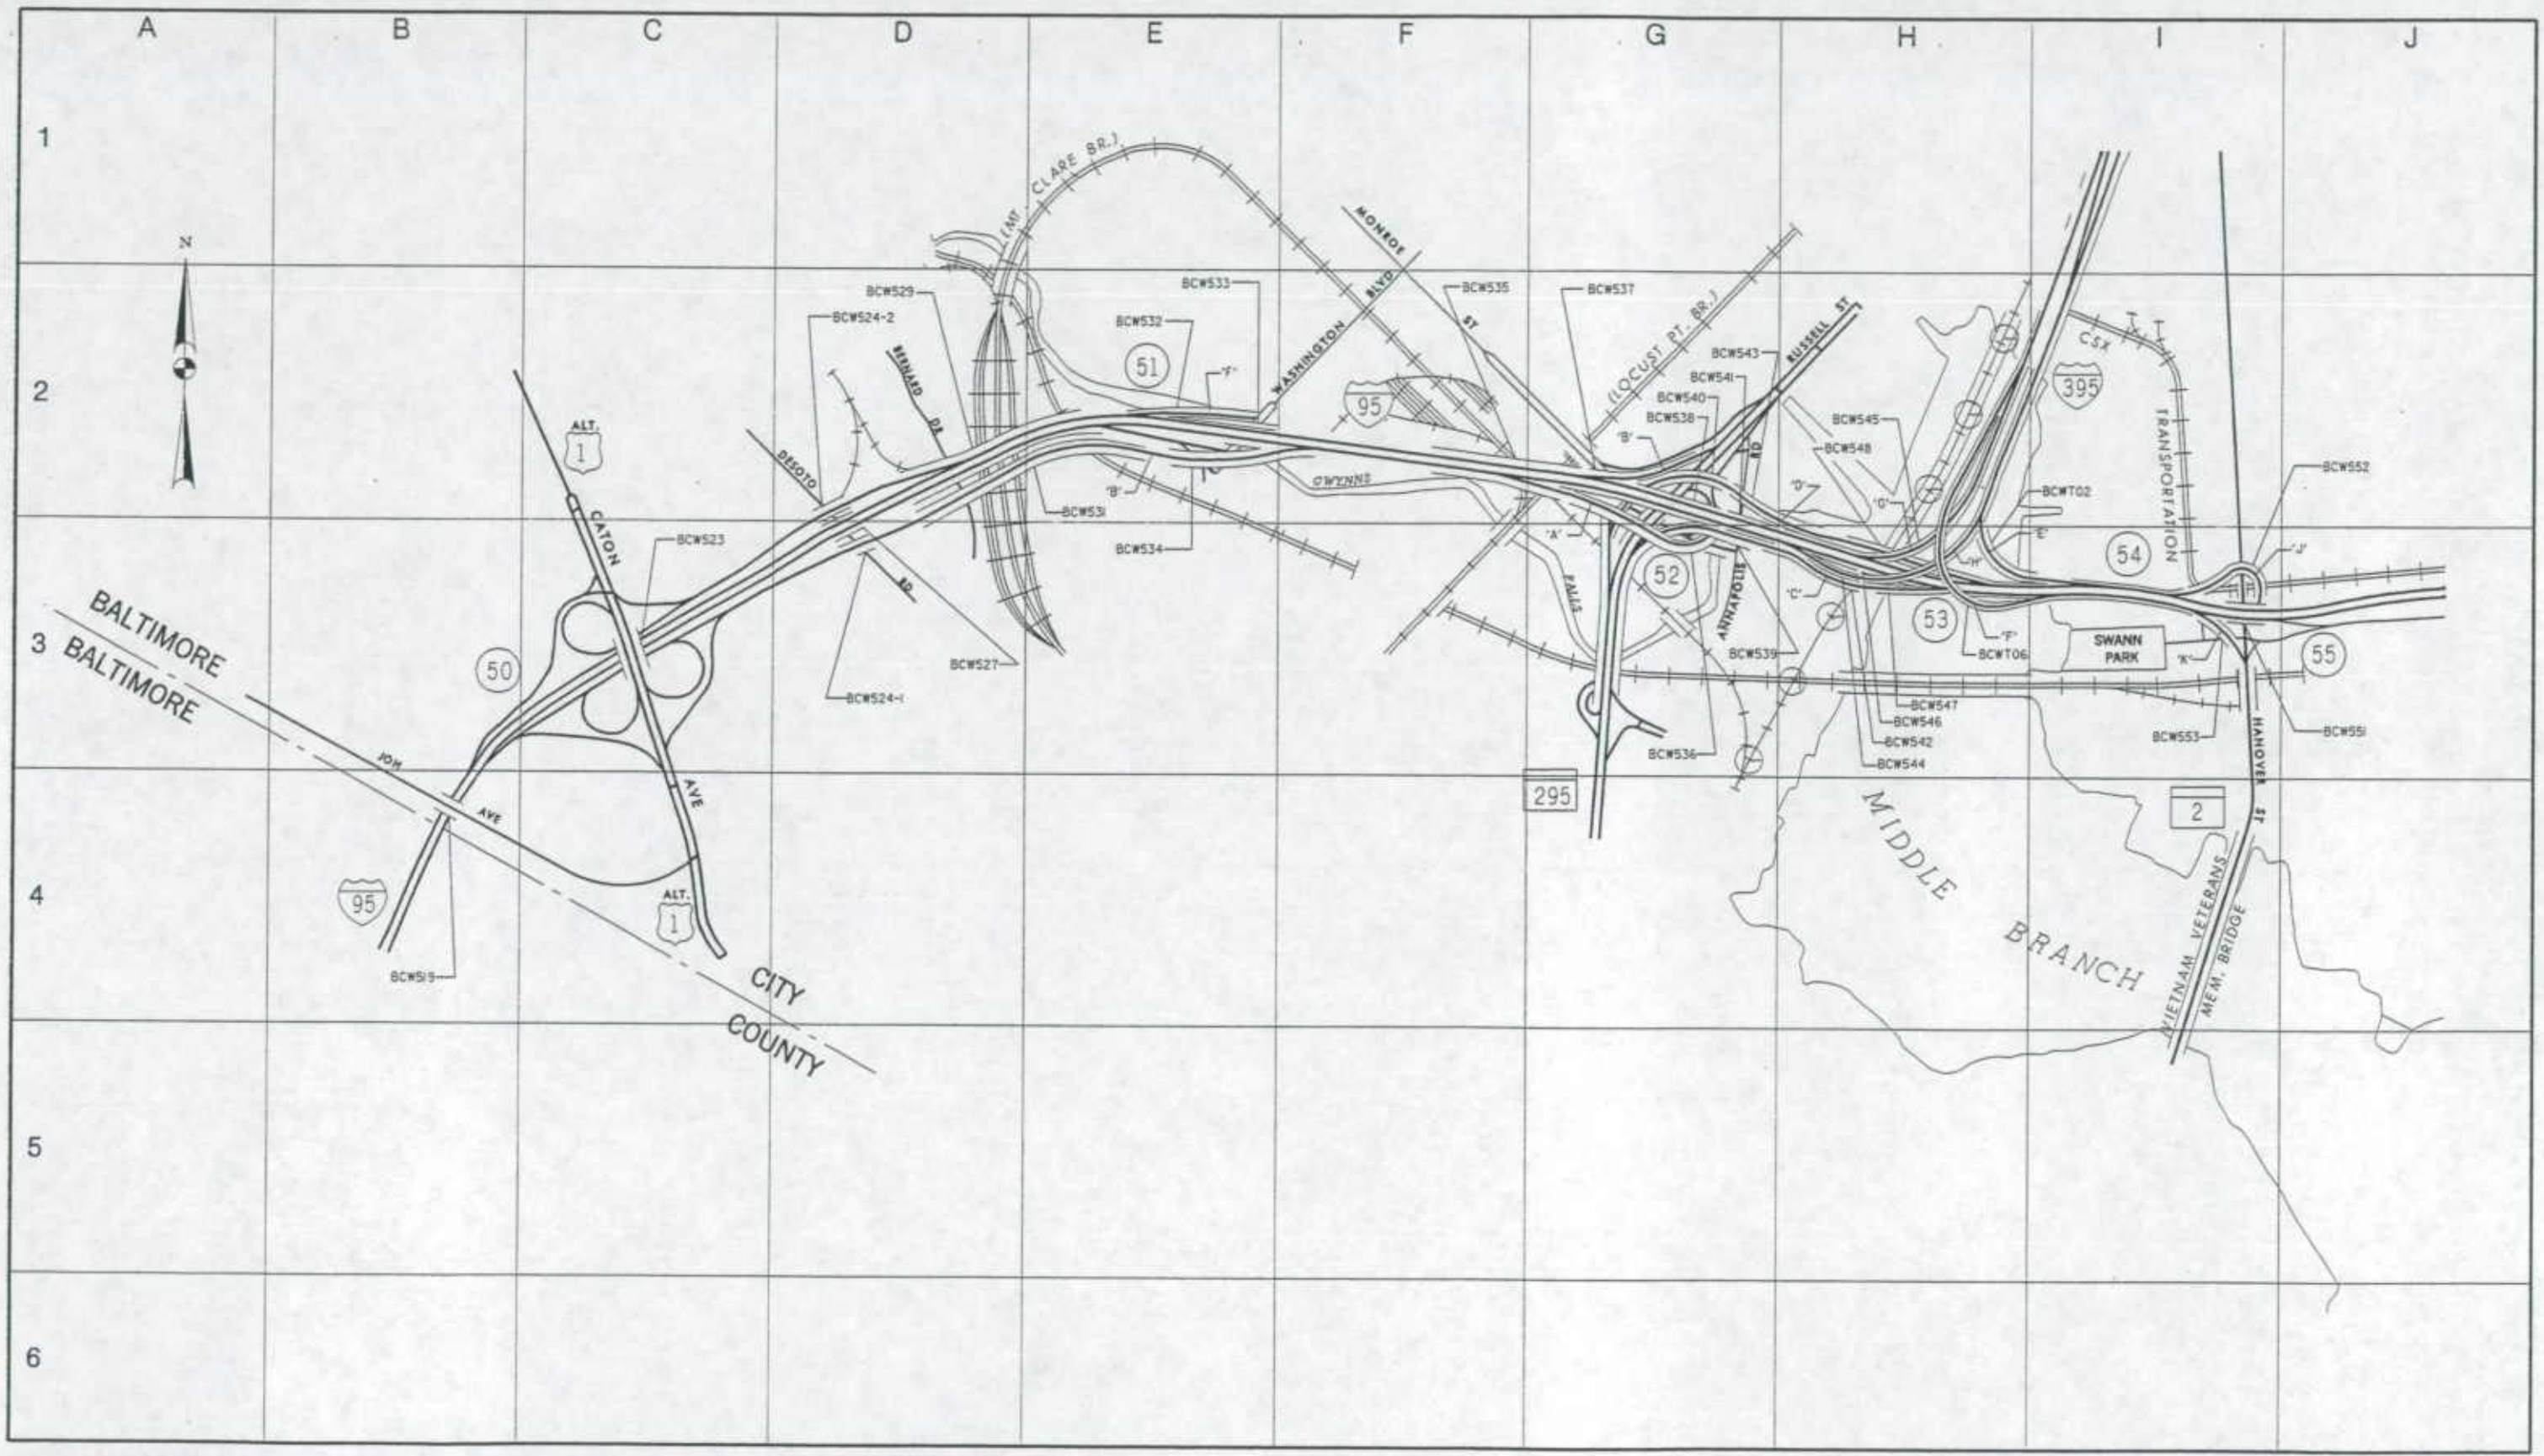 A B C D E F G H I J
1
2
3
4
5
6
N
(MT. CLARE BR.)
MONROE
ST
BLVD
WASHINGTON
BCW533
BCW529
BCW524-2
BCW532
BCW535
BCW537
(LOCUST PT. BR.)
RUSSELL ST
BERNARD
DR
51
'F'
95
BCW543
BCW541
BCW540
BCW538
'B'
RD
395
CSX
TRANSPORTATION
BCW545
BCW548
ALT.
1
DESOTO
RD
CATON
AVE
BCW523
'B'
BCW531
BCW534
GWYNNS
FALLS
'A'
'D'
'G'
BCWT02
'E'
'H'
BCW552
'J'
54
52
ANNAPOLIS
'C'
53
'F'
BCWT06
SWANN
PARK
'K'
55
BALTIMORE
BALTIMORE
50
BCW527
BCW524-1
BCW539
BCW536
BCW547
BCW546
BCW542
BCW544
BCW553
BCW551
HANOVER
ST
JOH
AVE
95
BCW519
ALT.
1
CITY
COUNTY
295
2
MIDDLE
BRANCH
VIETNAM VETERANS
MEM. BRIDGE